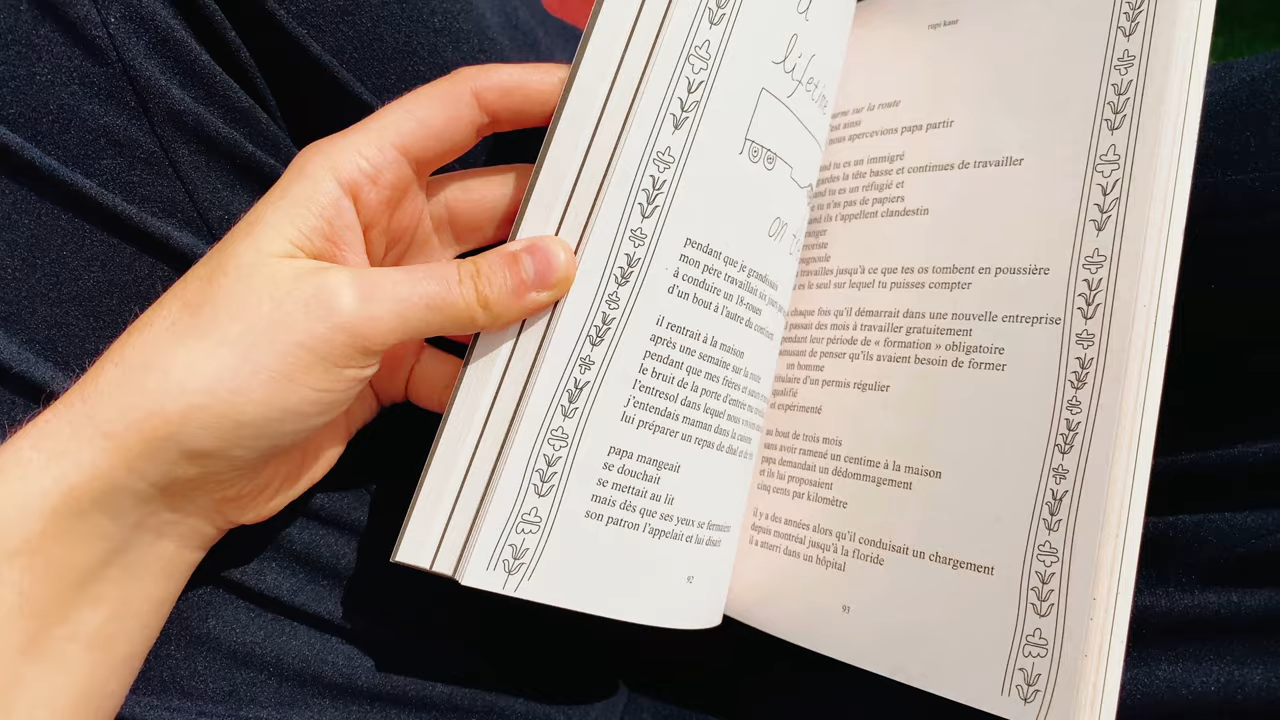 a
lifetime
on
pendant que je grandissais
mon père travaillait six jours
à conduire un 18-roues
d'un bout à l'autre du continent
il rentrait à la maison
après une semaine sur la route
pendant que mes frères et
le bruit de la porte d'entrée
l'entresol dans lequel nous
j'entendais maman dans la cuisine
lui préparer un repas de dhal et de
papa mangeait
se douchait
se mettait au lit
mais dès que ses yeux se fermaient
son patron l'appelait et lui disait
92
rupi kaur
sur la route
est ainsi
nous apercevions papa partir
and tu es un immigré
gardes la tête basse et continues de travailler
and tu es un réfugié et
e tu n'as pas de papiers
and ils t'appellent clandestin
ranger
rroriste
ougnoule
travailles jusqu'à ce que tes os tombent en poussière
es le seul sur lequel tu puisses compter
chaque fois qu'il démarrait dans une nouvelle entreprise
passait des mois à travailler gratuitement
pendant leur période de « formation » obligatoire
amusant de penser qu'ils avaient besoin de former
un homme
titulaire d'un permis régulier
qualifié
et expérimenté
au bout de trois mois
sans avoir ramené un centime à la maison
papa demandait un dédommagement
et ils lui proposaient
cinq cents par kilomètre
il y a des années alors qu'il conduisait un chargement
depuis montréal jusqu'à la floride
il a atterri dans un hôpital
93